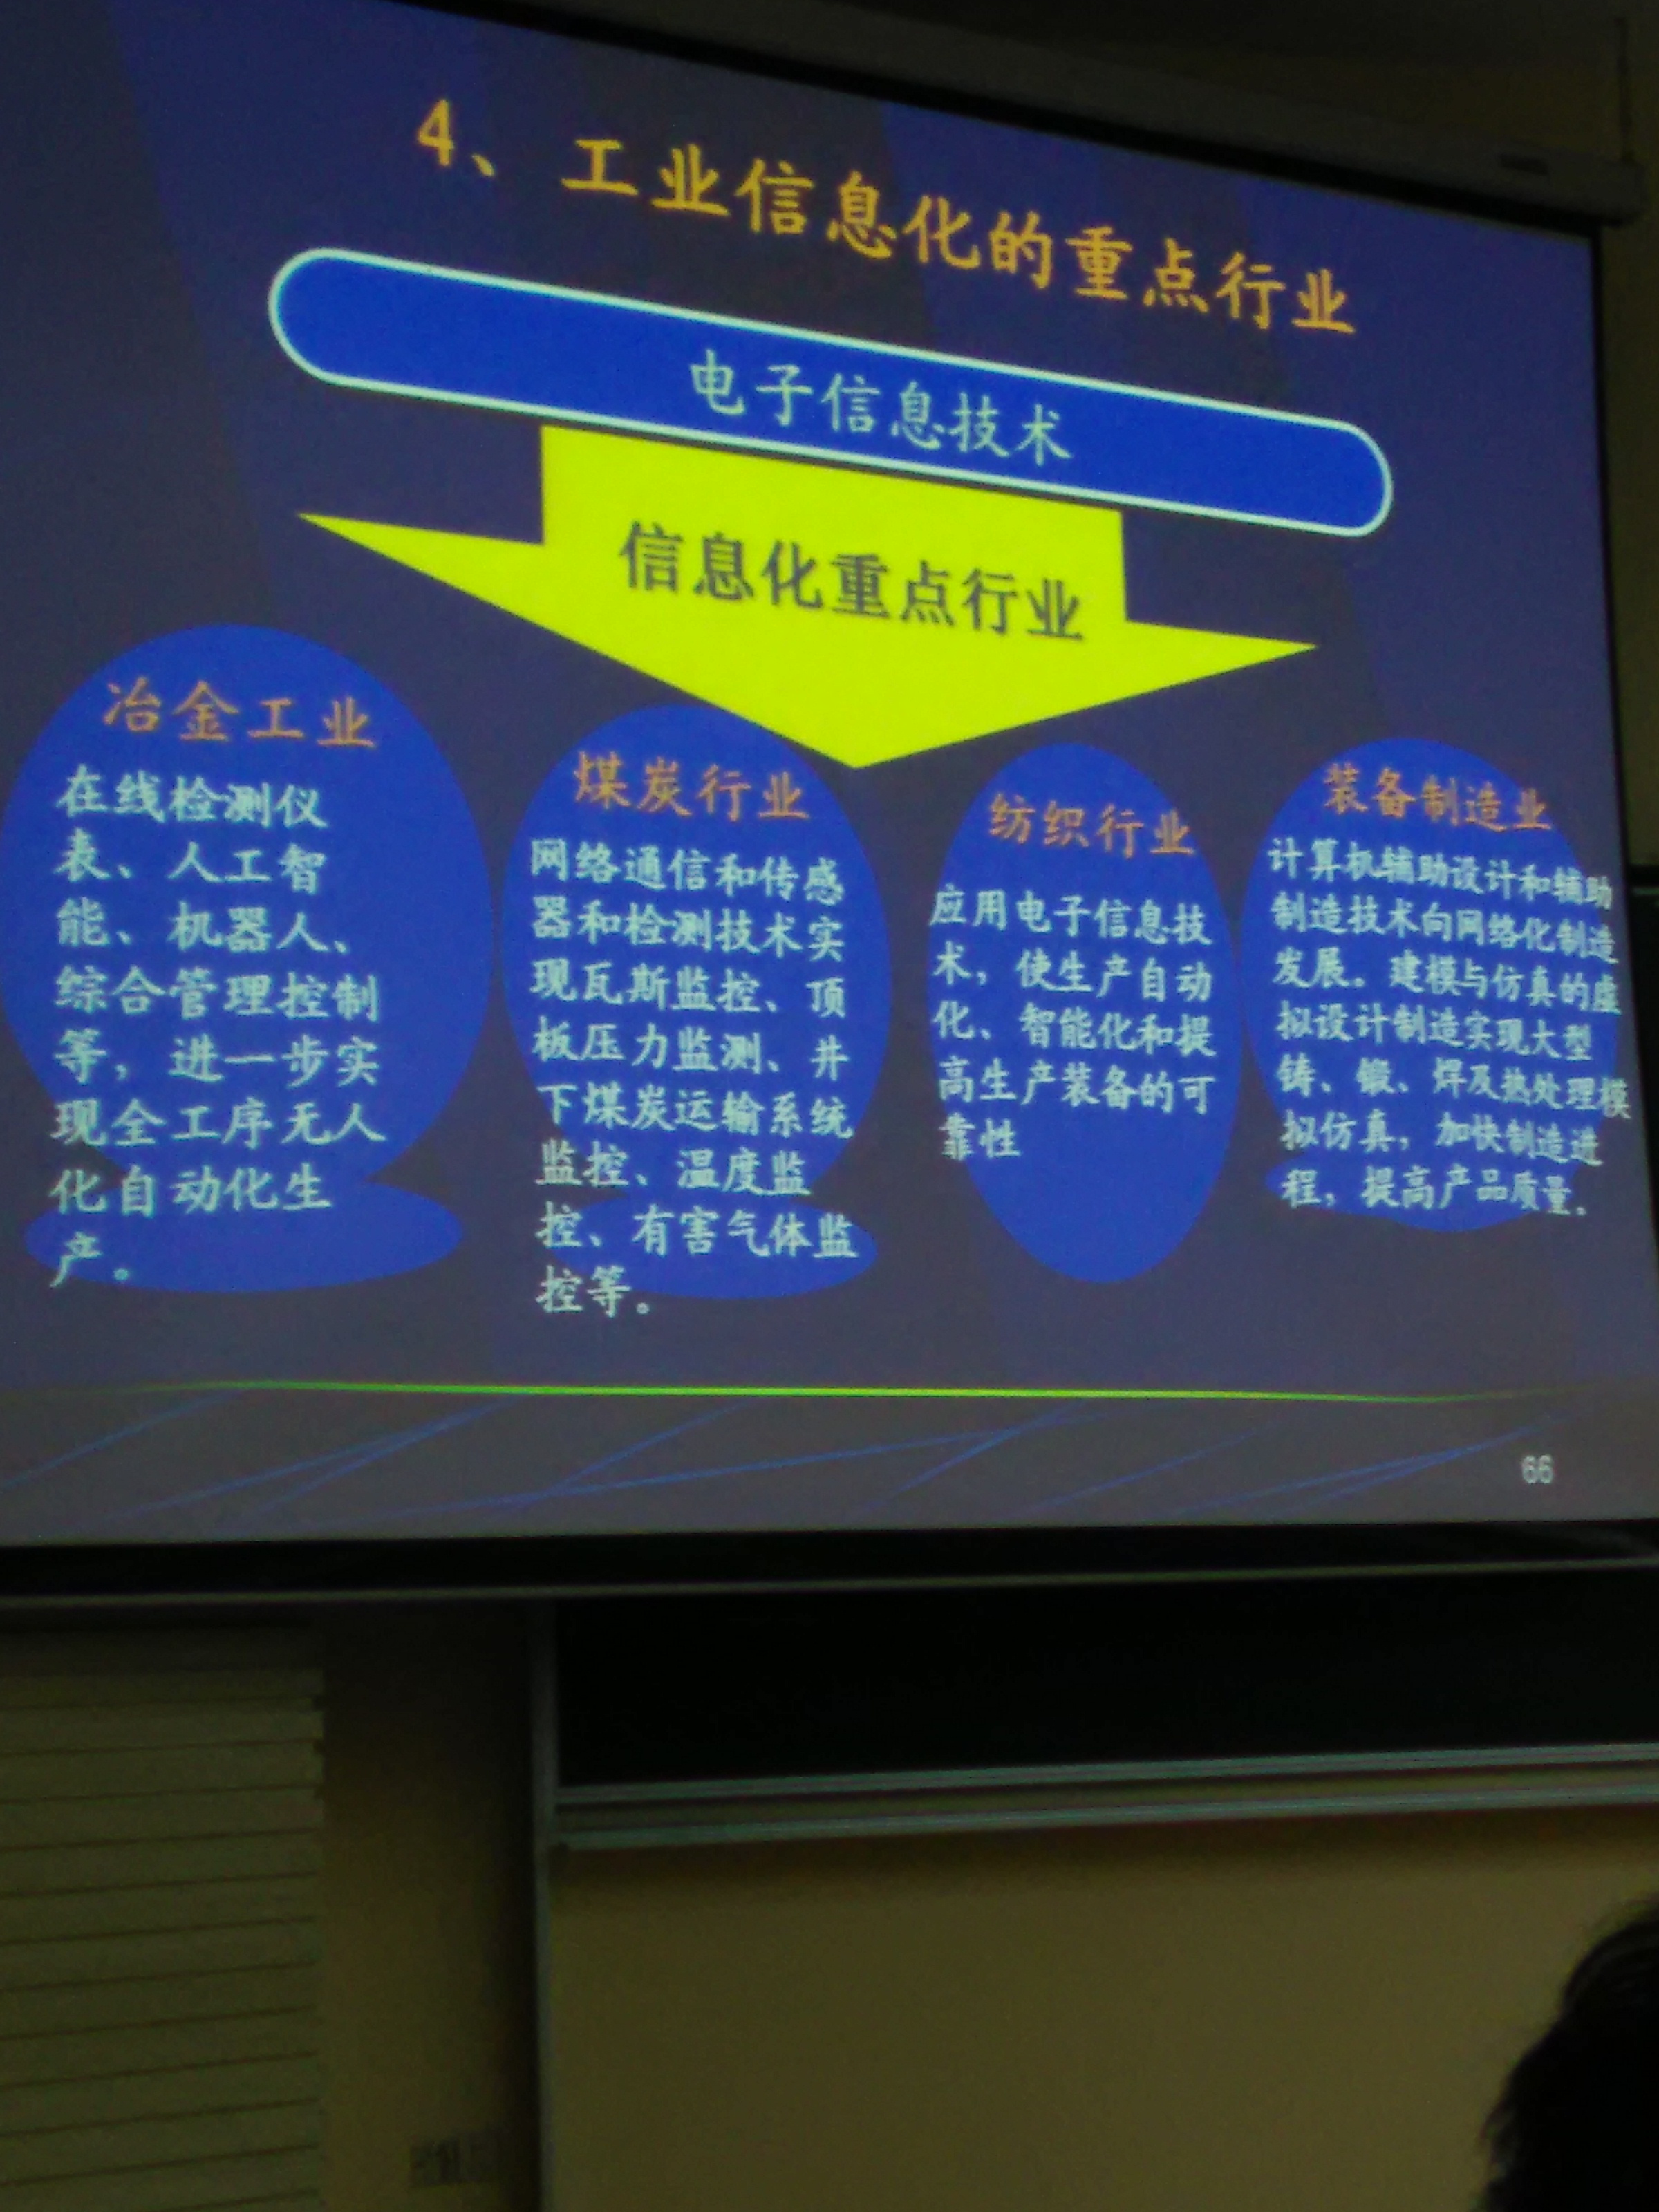 4、工业信息化的重点行业
电子信息技术
信息化重点行业
冶金工业
在线检测仪
表、人工智
能、机器人、
综合管理控制
等，进一步实
现全工序无人
化自动化生
产。
煤炭行业
网络通信和传感
器和检测技术实
现瓦斯监控、顶
板压力监测、井
下煤炭运输系统
监控、温度监
控、有害气体监
控等。
纺织行业
应用电子信息技
术，使生产自动
化、智能化和提
高生产装备的可
靠性
装备制造业
计算机辅助设计和辅助
制造技术向网络化制造
发展。建模与仿真的虚
拟设计制造实现大型
铸、锻、焊及热处理模
拟仿真，加快制造进
程，提高产品质量。
66